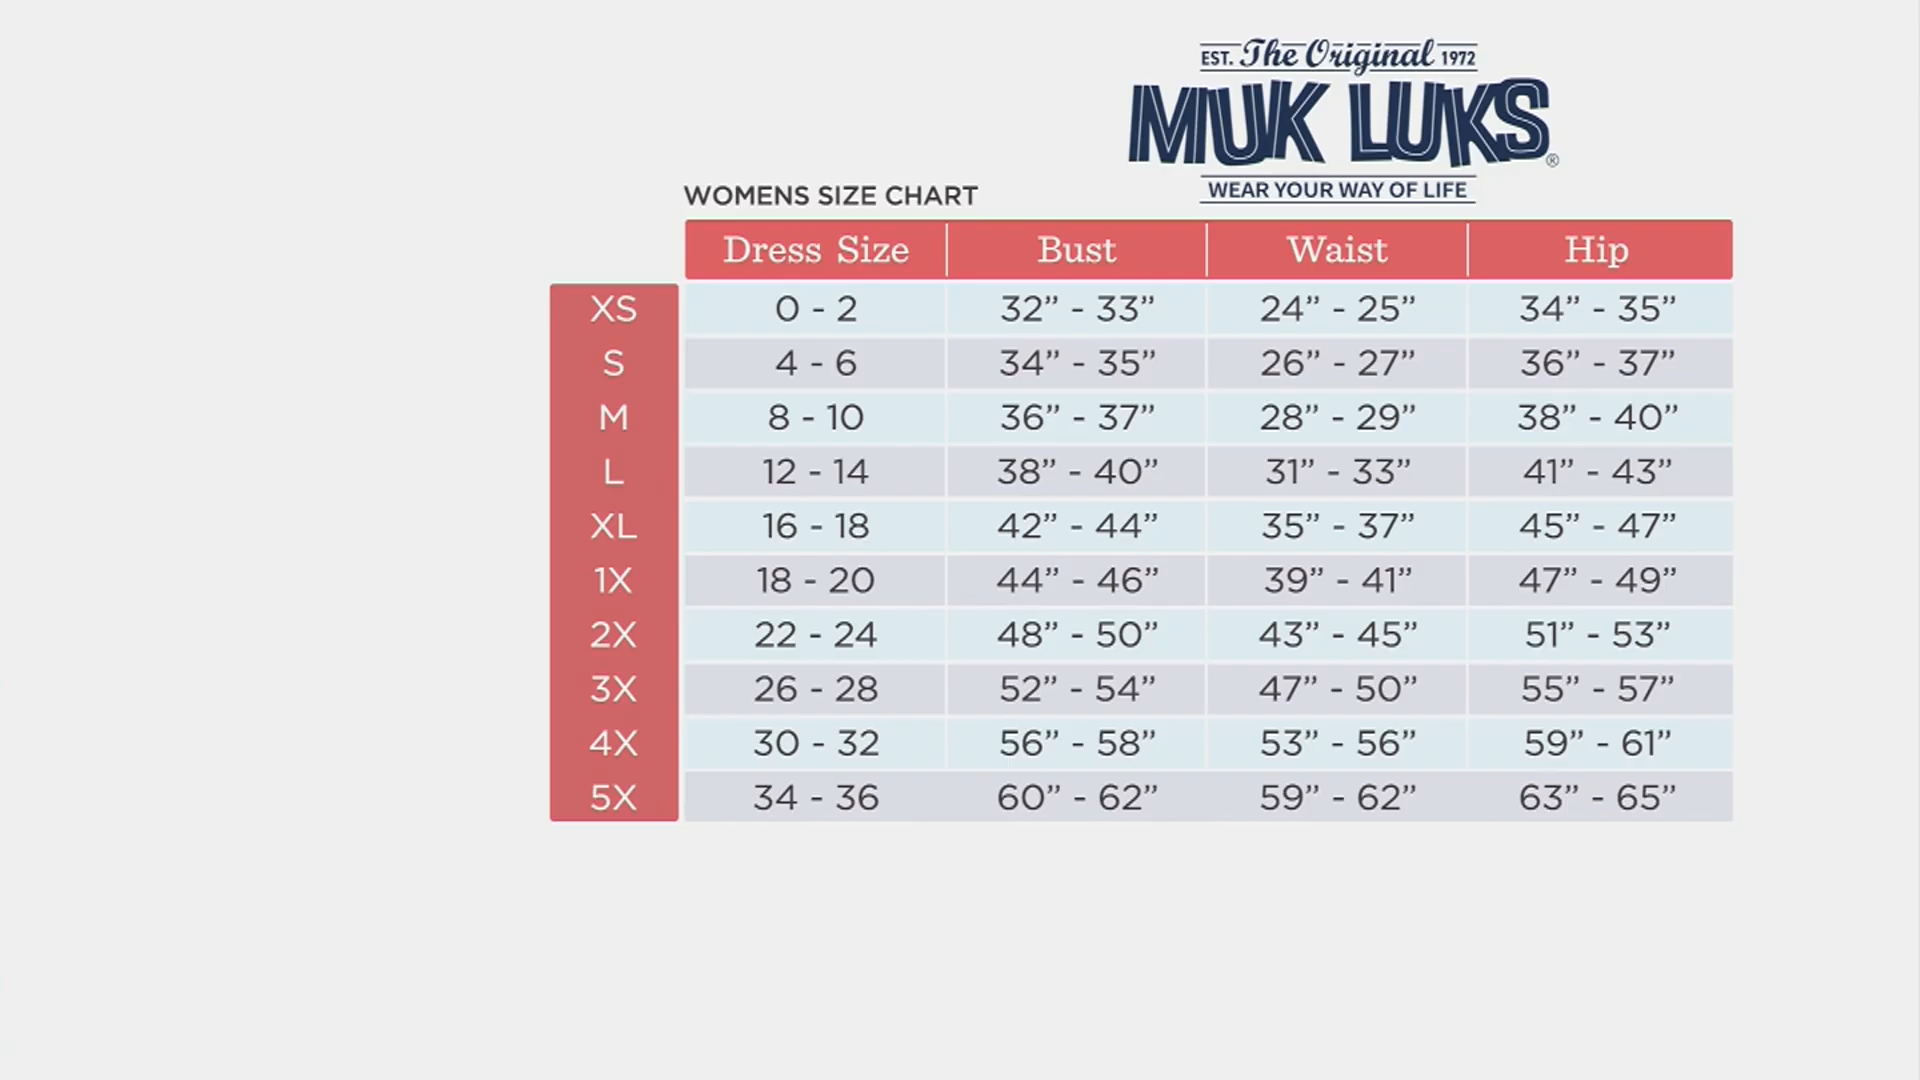 EST. The Original 1972
MUK LUKS®
WEAR YOUR WAY OF LIFE
WOMENS SIZE CHART
Dress Size Bust Waist Hip
XS 0 - 2 32” - 33” 24” - 25” 34” - 35”
S 4 - 6 34” - 35” 26” - 27” 36” - 37”
M 8 - 10 36” - 37” 28” - 29” 38” - 40”
L 12 - 14 38” - 40” 31” - 33” 41” - 43”
XL 16 - 18 42” - 44” 35” - 37” 45” - 47”
1X 18 - 20 44” - 46” 39” - 41” 47” - 49”
2X 22 - 24 48” - 50” 43” - 45” 51” - 53”
3X 26 - 28 52” - 54” 47” - 50” 55” - 57”
4X 30 - 32 56” - 58” 53” - 56” 59” - 61”
5X 34 - 36 60” - 62” 59” - 62” 63” - 65”